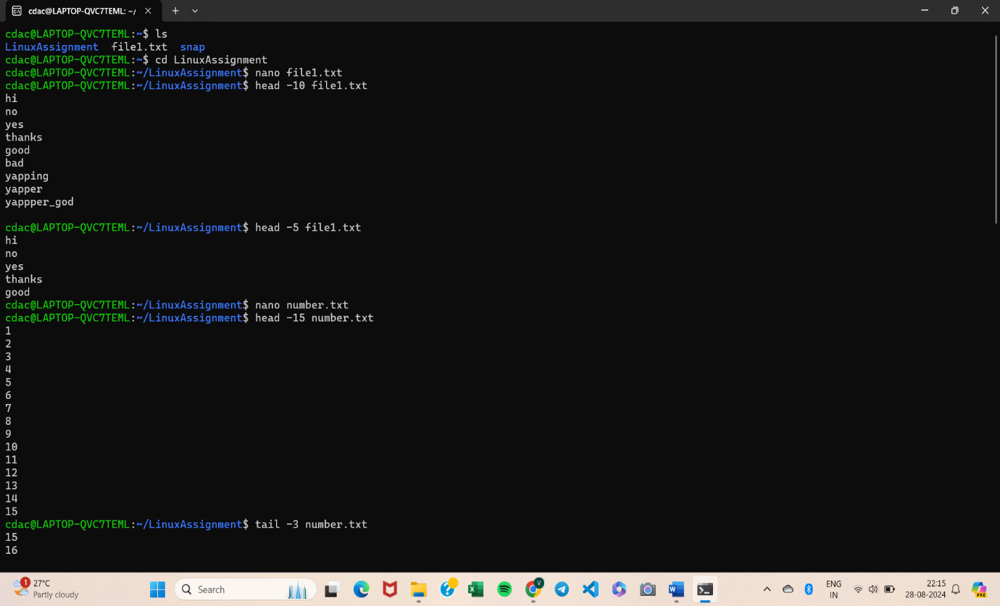 cdac@LAPTOP-QVC7TEML: ~/
cdac@LAPTOP-QVC7TEML:~$ ls
LinuxAssignment  file1.txt  snap
cdac@LAPTOP-QVC7TEML:~$ cd LinuxAssignment
cdac@LAPTOP-QVC7TEML:~/LinuxAssignment$ nano file1.txt
cdac@LAPTOP-QVC7TEML:~/LinuxAssignment$ head -10 file1.txt
hi
no
yes
thanks
good
bad
yapping
yapper
yappper_god
cdac@LAPTOP-QVC7TEML:~/LinuxAssignment$ head -5 file1.txt
hi
no
yes
thanks
good
cdac@LAPTOP-QVC7TEML:~/LinuxAssignment$ nano number.txt
cdac@LAPTOP-QVC7TEML:~/LinuxAssignment$ head -15 number.txt
1
2
3
4
5
6
7
8
9
10
11
12
13
14
15
cdac@LAPTOP-QVC7TEML:~/LinuxAssignment$ tail -3 number.txt
15
16
1
27°C
Partly cloudy
Search
V
ENG
IN
22:15
28-08-2024
PRE